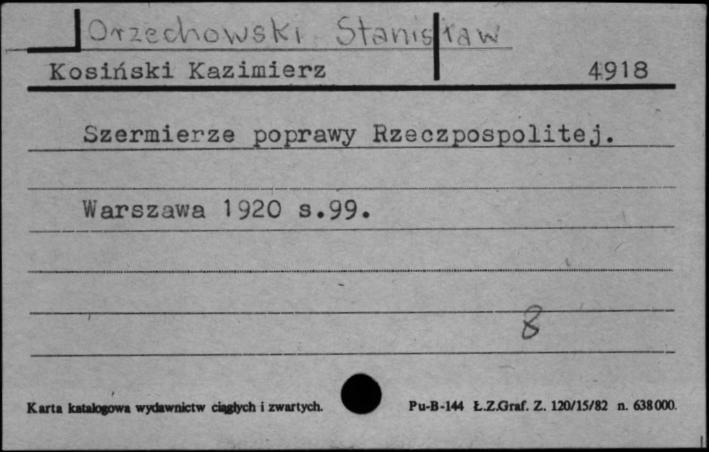 Orzechowski Stanisław
Kosiński Kazimierz 4918
Szermierze poprawy Rzeczpospolitej.
Warszawa 1920 s.99.
8
Karta katalogowa wydawnictw ciągłych i zwartych. Pu-B-144 Ł.Z.Graf. Z. 120/15/82 n. 638000.